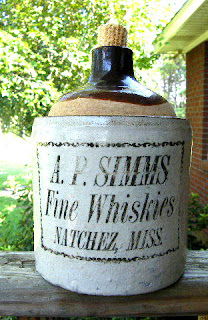 A. P. SIMMS
Fine Whiskies
NATCHEZ, MISS.